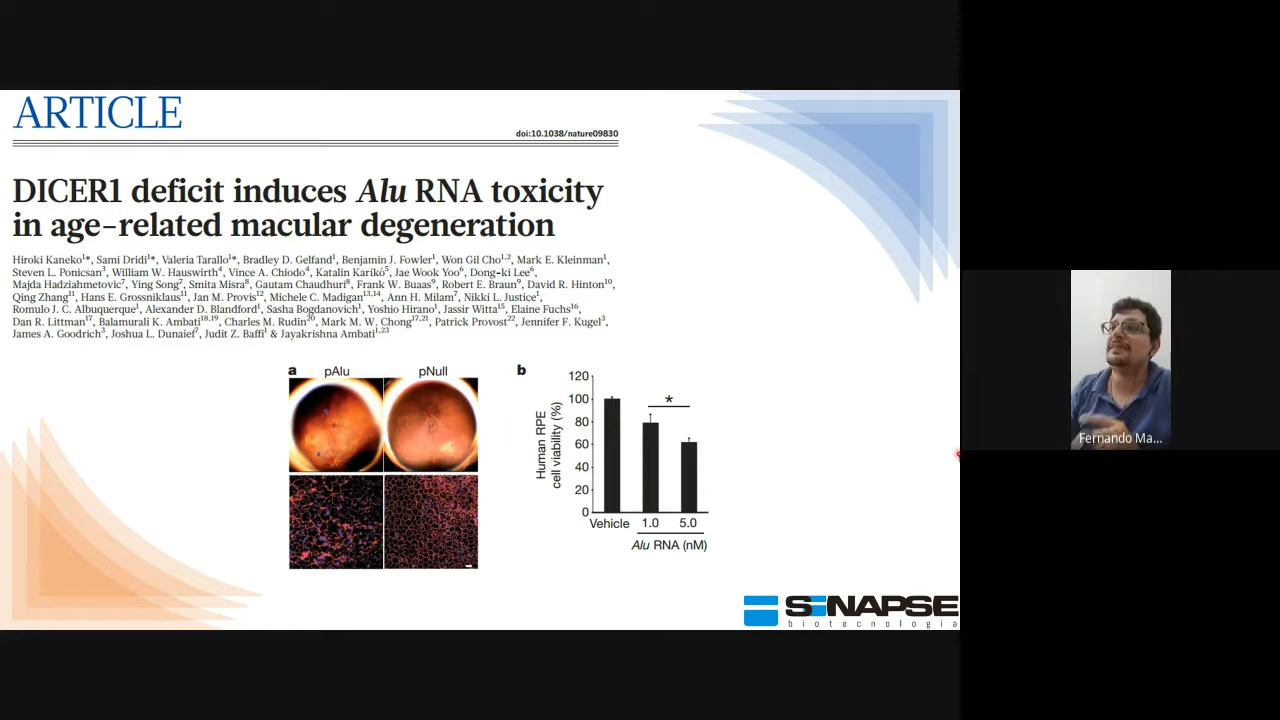 ARTICLE
doi:10.1038/nature09830
DICER1 deficit induces Alu RNA toxicity
in age-related macular degeneration
Hiroki Kaneko1*, Sami Dridi1*, Valeria Tarallo1*, Bradley D. Gelfand1, Benjamin J. Fowler1, Won Gil Cho1,2, Mark E. Kleinman1,
Steven L. Ponicsan3, William W. Hauswirth4, Vince A. Chiodo4, Katalin Karikó5, Jae Wook Yoo6, Dong-ki Lee6,
Majda Hadziahmetovic7, Ying Song7, Smita Misra8, Gautam Chaudhuri8, Frank W. Buaas9, Robert E. Braun9, David R. Hinton10,
Qing Zhang11, Hans E. Grossniklaus11, Jan M. Provis12, Michele C. Madigan13,14, Ann H. Milam7, Nikki L. Justice1,
Romulo J. C. Albuquerque1, Alexander D. Blandford1, Sasha Bogdanovich1, Yoshio Hirano1, Jassir Witta15, Elaine Fuchs16,
Dan R. Littman17, Balamurali K. Ambati18,19, Charles M. Rudin20, Mark M. W. Chong17,21, Patrick Provost22, Jennifer F. Kugel3,
James A. Goodrich3, Joshua L. Dunaief7, Judit Z. Baffi1 & Jayakrishna Ambati1,23
a
pAlu
pNull
b
Human RPE
cell viability (%)
120
100
80
60
40
20
0
*
Vehicle 1.0 5.0
Alu RNA (nM)
SINAPSE
biotecnologia
Fernando Ma...